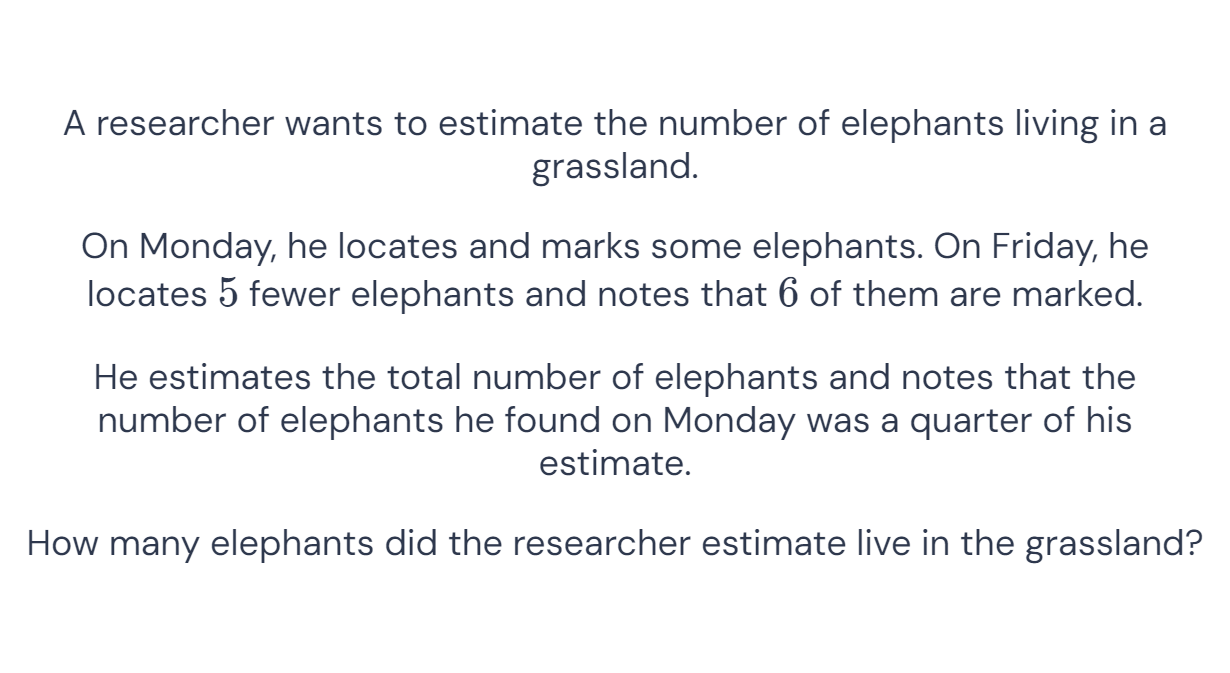 A researcher wants to estimate the number of elephants living in a
grassland.
On Monday, he locates and marks some elephants. On Friday, he
locates 5 fewer elephants and notes that 6 of them are marked.
He estimates the total number of elephants and notes that the
number of elephants he found on Monday was a quarter of his
estimate.
How many elephants did the researcher estimate live in the grassland?